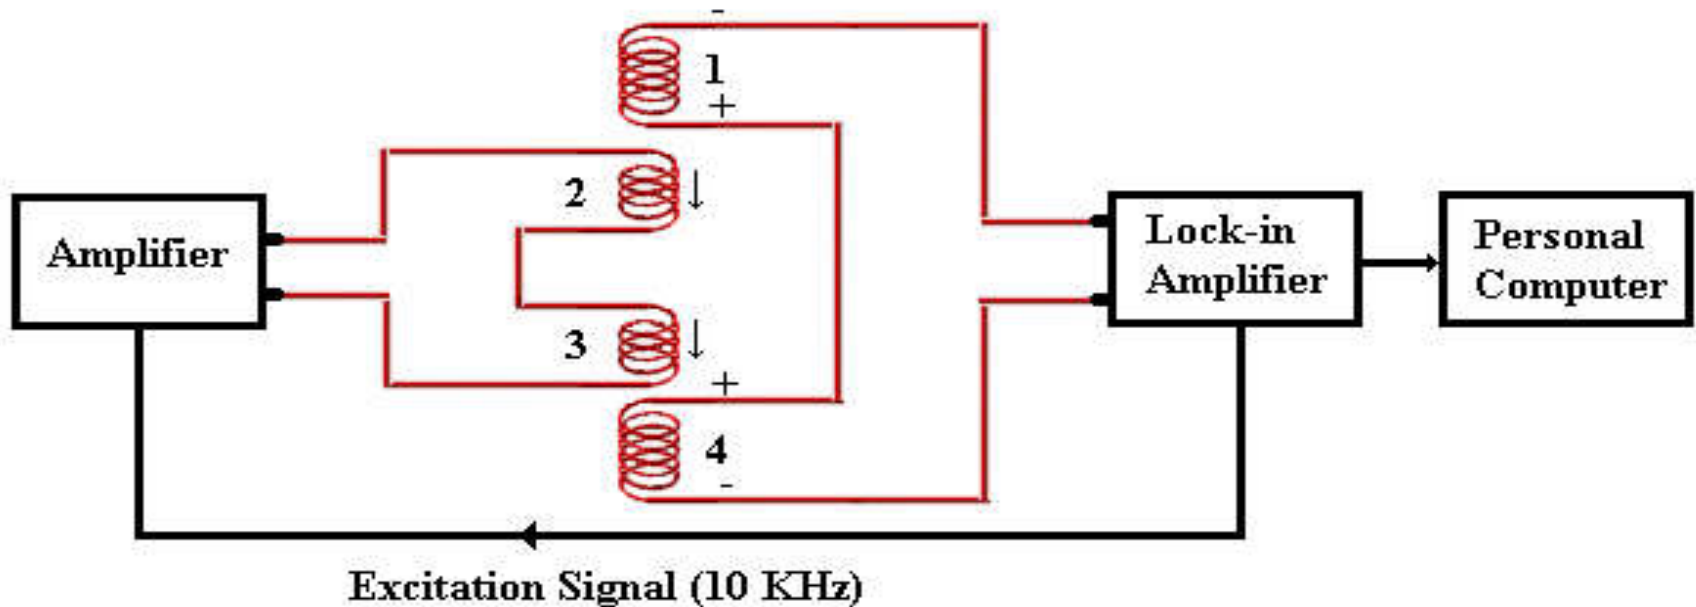 -
1
+
2
↓
Amplifier
Lock-in
Amplifier
Personal
Computer
3
↓
+
4
-
Excitation Signal (10 KHz)